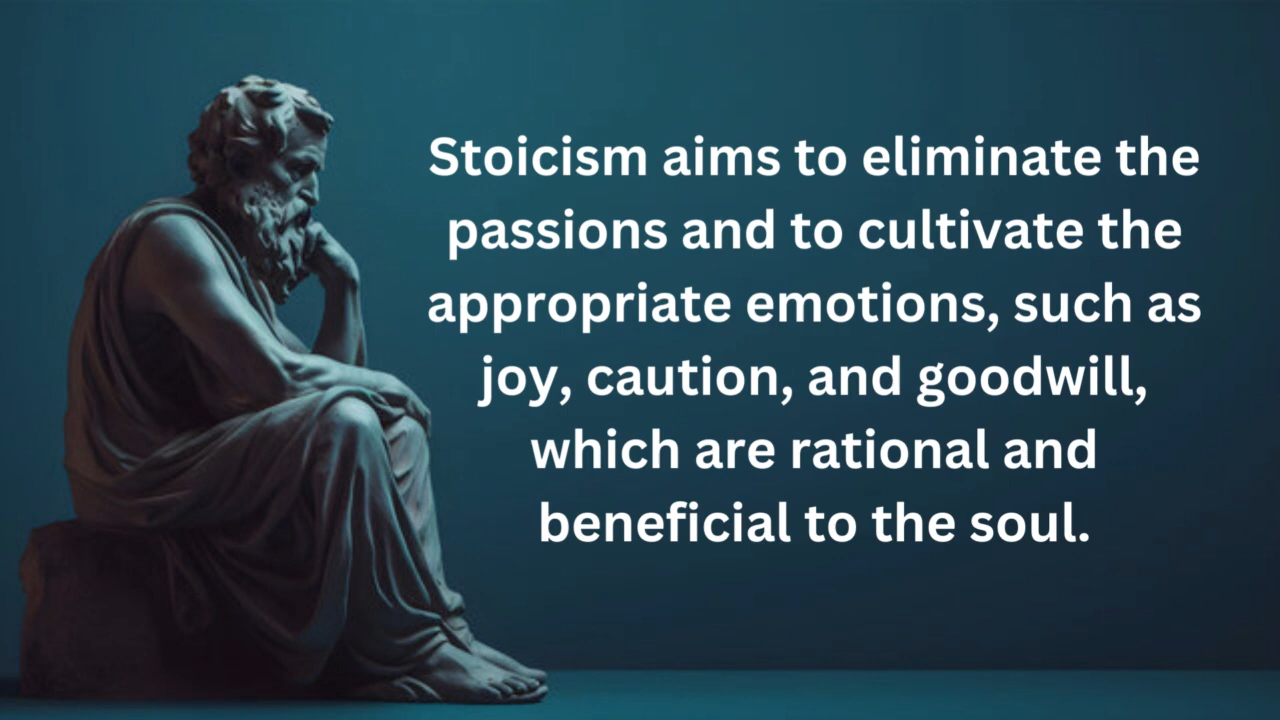 Stoicism aims to eliminate the
passions and to cultivate the
appropriate emotions, such as
joy, caution, and goodwill,
which are rational and
beneficial to the soul.